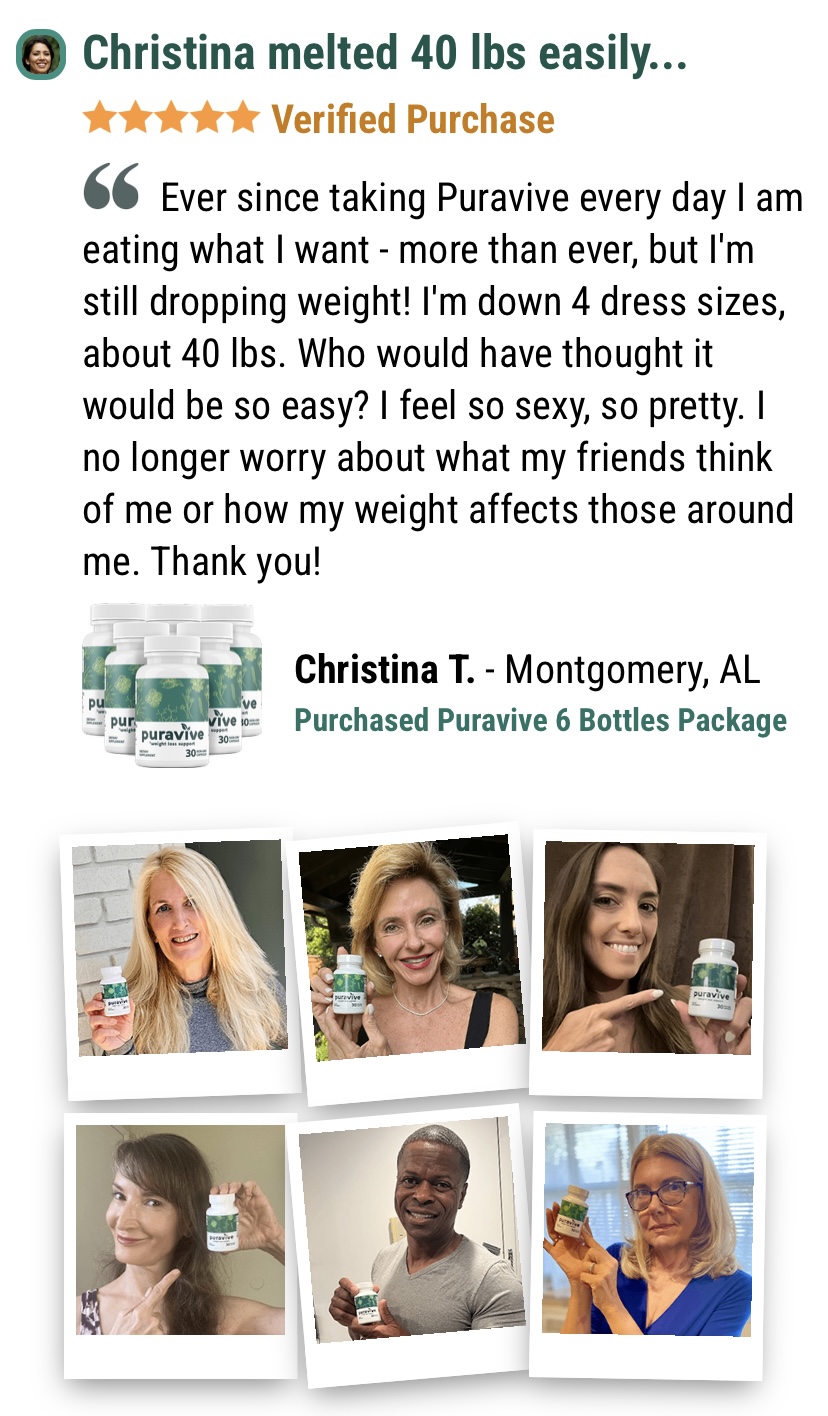 Christina melted 40 lbs easily...
Verified Purchase
“ Ever since taking Puravive every day I am
eating what I want - more than ever, but I'm
still dropping weight! I'm down 4 dress sizes,
about 40 lbs. Who would have thought it
would be so easy? I feel so sexy, so pretty. I
no longer worry about what my friends think
of me or how my weight affects those around
me. Thank you!
puravive
weight loss support
30
Christina T. - Montgomery, AL
Purchased Puravive 6 Bottles Package
puravive
puravive
puravive
puravive
puravive
puravive